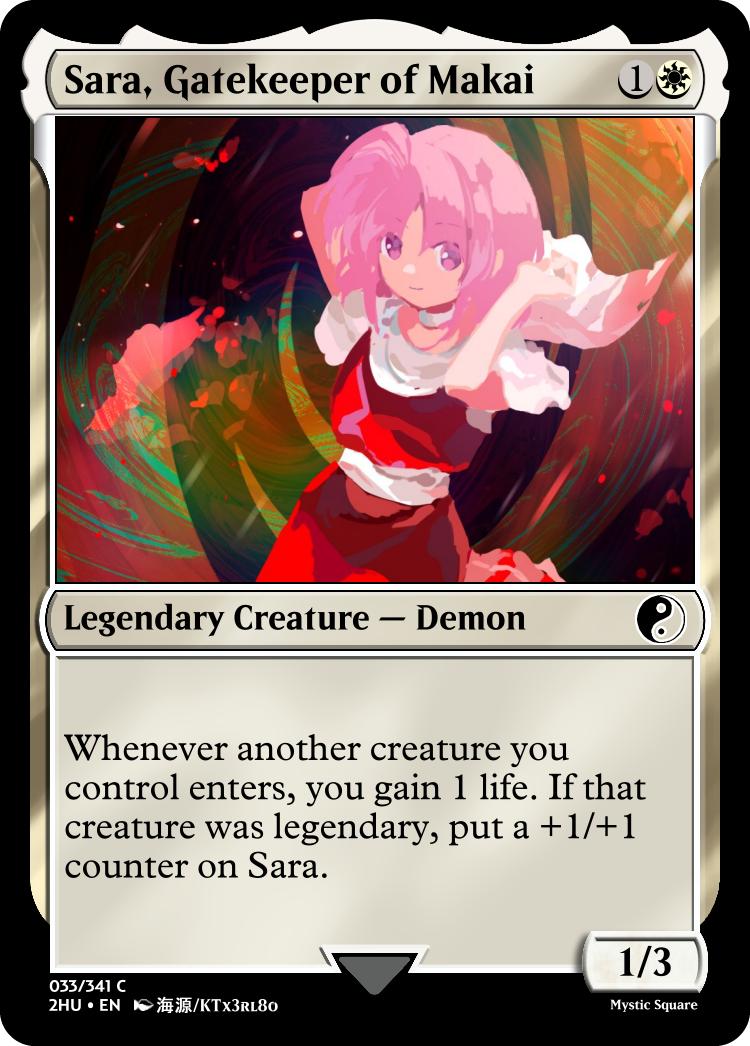 Sara, Gatekeeper of Makai 1
Legendary Creature — Demon
Whenever another creature you
control enters, you gain 1 life. If that
creature was legendary, put a +1/+1
counter on Sara.
1/3
033/341 C
2HU • EN 海源/KTx3RL8o
Mystic Square